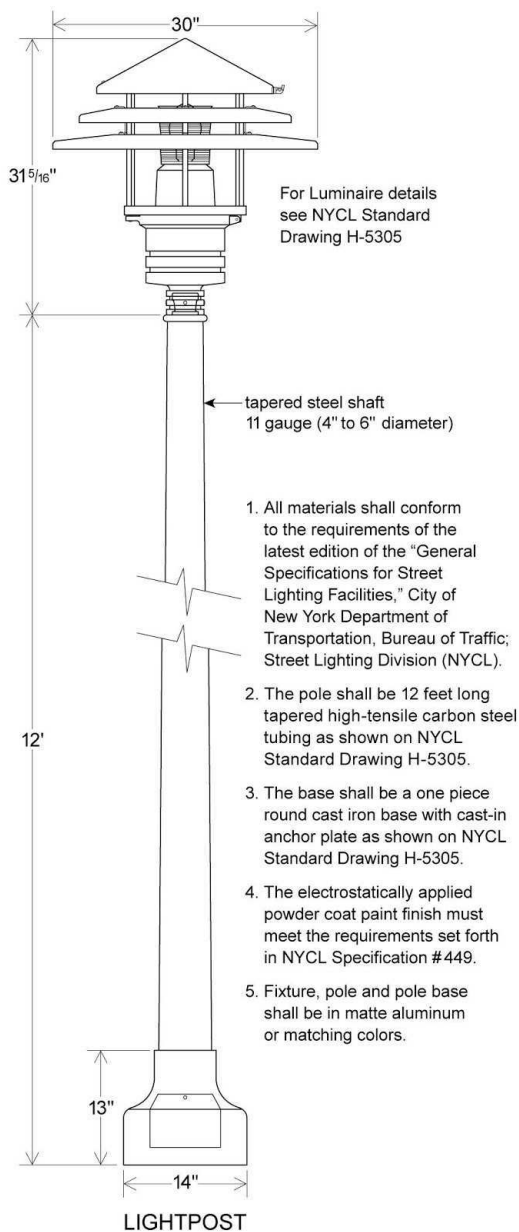 30"
31 5/16"
For Luminaire details
see NYCL Standard
Drawing H-5305
tapered steel shaft
11 gauge (4" to 6" diameter)
1. All materials shall conform
to the requirements of the
latest edition of the “General
Specifications for Street
Lighting Facilities,” City of
New York Department of
Transportation, Bureau of Traffic;
Street Lighting Division (NYCL).
2. The pole shall be 12 feet long
tapered high-tensile carbon steel
tubing as shown on NYCL
Standard Drawing H-5305.
12'
3. The base shall be a one piece
round cast iron base with cast-in
anchor plate as shown on NYCL
Standard Drawing H-5305.
4. The electrostatically applied
powder coat paint finish must
meet the requirements set forth
in NYCL Specification #449.
5. Fixture, pole and pole base
shall be in matte aluminum
or matching colors.
13"
14"
LIGHTPOST